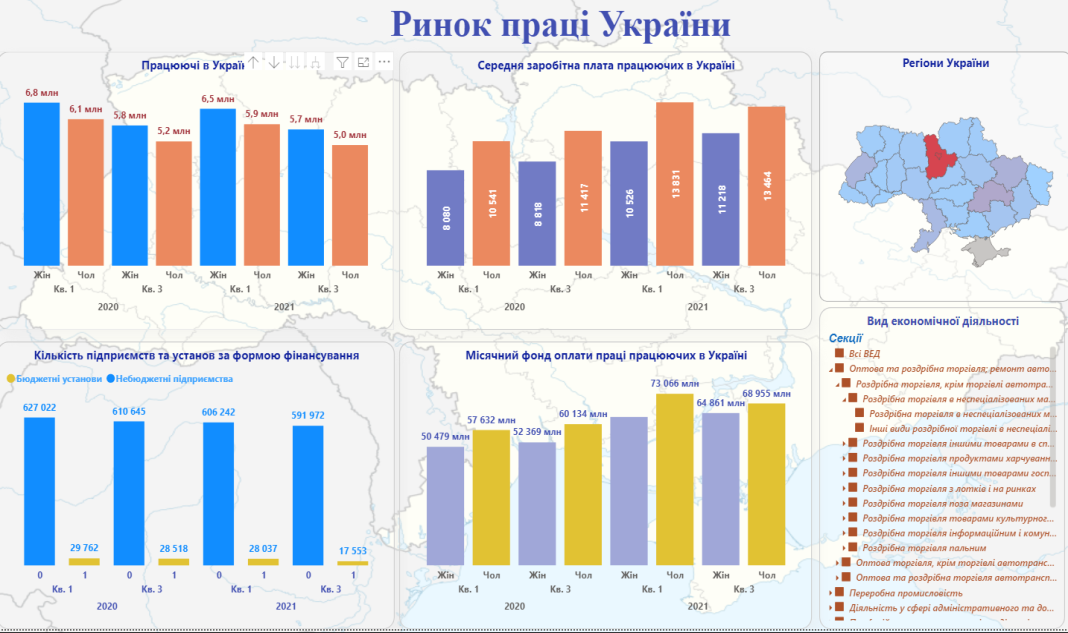 Ринок праці України
Працюючі в Україн
6,8 млн
6,1 млн
5,8 млн
5,2 млн
6,5 млн
5,9 млн
5,7 млн
5,0 млн
Жін Чол Жін Чол Жін Чол Жін Чол
Кв. 1 Кв. 3 Кв. 1 Кв. 3
2020 2021
Середня заробітна плата працюючих в Україні
8 080
10 541
8 818
11 417
10 526
13 831
11 218
13 464
Жін Чол Жін Чол Жін Чол Жін Чол
Кв. 1 Кв. 3 Кв. 1 Кв. 3
2020 2021
Регіони України
Кількість підприємств та установ за формою фінансування
Бюджетні установи Небюджетні підприємства
627 022
29 762
610 645
28 518
606 242
28 037
591 972
17 553
0 1 0 1 0 1 0 1
Кв. 1 Кв. 3 Кв. 1 Кв. 3
2020 2021
Місячний фонд оплати праці працюючих в Україні
50 479 млн
57 632 млн
52 369 млн
60 134 млн
73 066 млн
64 861 млн
68 955 млн
Жін Чол Жін Чол Жін Чол Жін Чол
Кв. 1 Кв. 3 Кв. 1 Кв. 3
2020 2021
Вид економічної діяльності
Секції
Всі ВЕД
Оптова та роздрібна торгівля; ремонт авто...
Роздрібна торгівля, крім торгівлі автотра...
Роздрібна торгівля в неспеціалізованих ма...
Роздрібна торгівля в неспеціалізованих м...
Інші види роздрібної торгівлі в неспеціалі...
Роздрібна торгівля іншими товарами в сп...
Роздрібна торгівля продуктами харчуванн...
Роздрібна торгівля іншими товарами госп...
Роздрібна торгівля з лотків і на ринках
Роздрібна торгівля поза магазинами
Роздрібна торгівля товарами культурног...
Роздрібна торгівля інформаційним і комун...
Роздрібна торгівля пальним
Оптова торгівля, крім торгівлі автотранс...
Оптова та роздрібна торгівля автотрансп...
Переробна промисловість
Діяльність у сфері адміністративного та до...